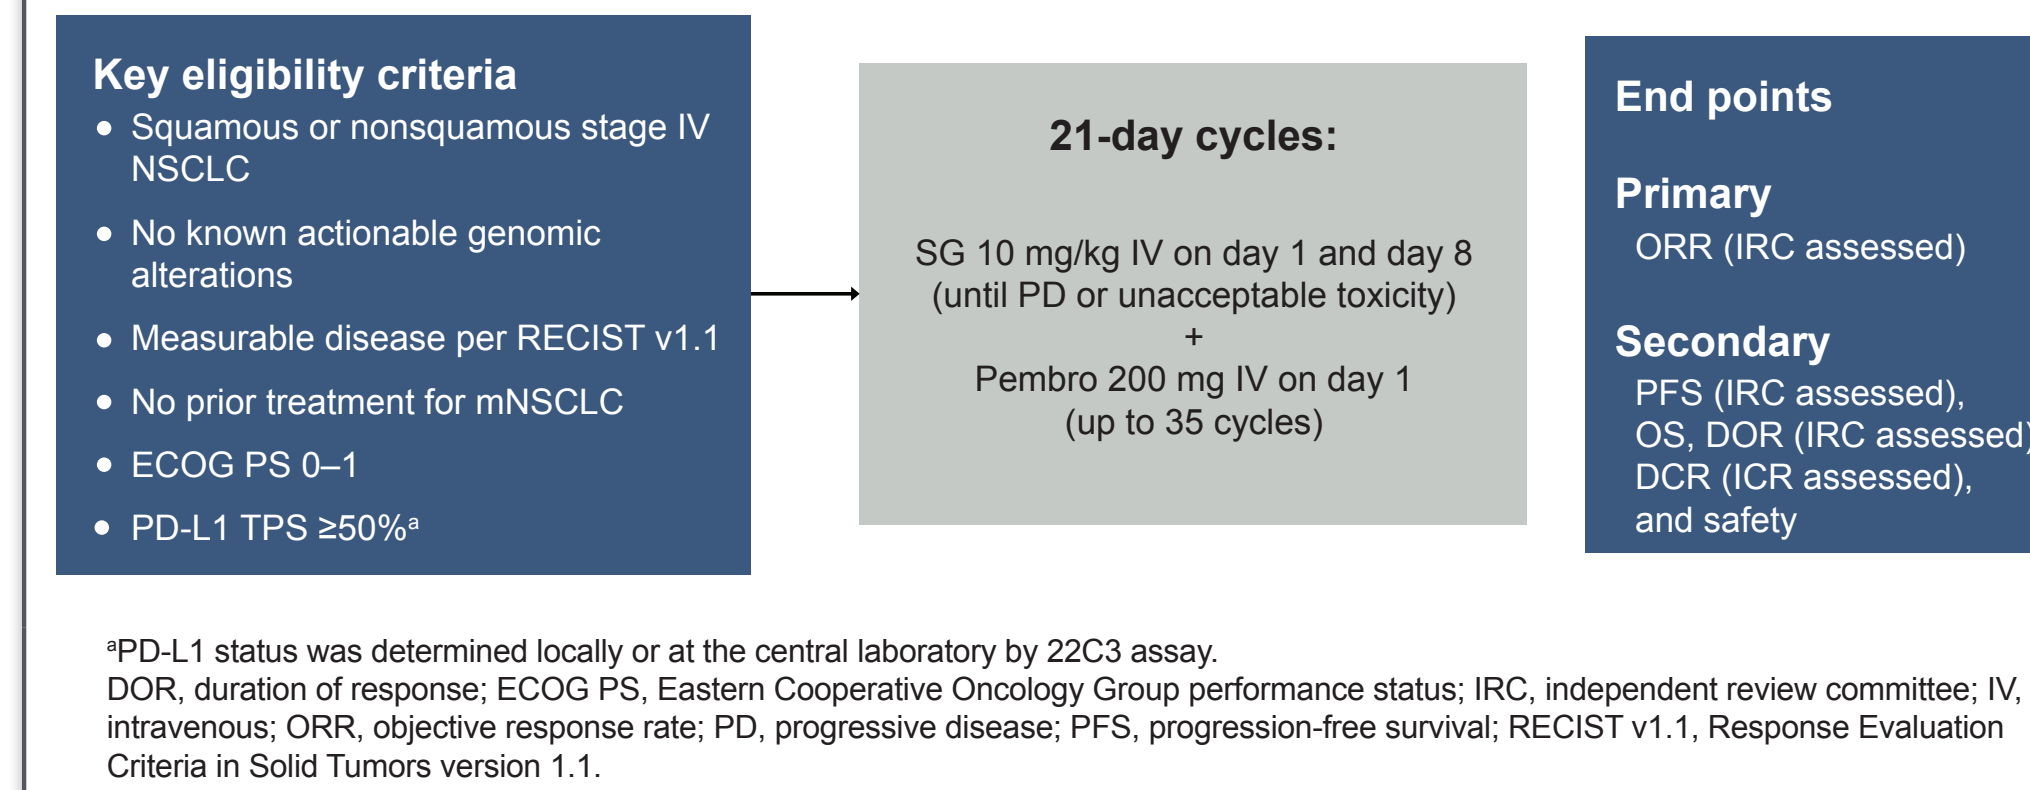 Key eligibility criteria
• Squamous or nonsquamous stage IV
NSCLC
• No known actionable genomic
alterations
• Measurable disease per RECIST v1.1
• No prior treatment for mNSCLC
• ECOG PS 0–1
• PD-L1 TPS ≥50%ᵃ
21-day cycles:
SG 10 mg/kg IV on day 1 and day 8
(until PD or unacceptable toxicity)
+
Pembro 200 mg IV on day 1
(up to 35 cycles)
End points
Primary
ORR (IRC assessed)
Secondary
PFS (IRC assessed),
OS, DOR (IRC assessed)
DCR (ICR assessed),
and safety
ᵃPD-L1 status was determined locally or at the central laboratory by 22C3 assay.
DOR, duration of response; ECOG PS, Eastern Cooperative Oncology Group performance status; IRC, independent review committee; IV,
intravenous; ORR, objective response rate; PD, progressive disease; PFS, progression-free survival; RECIST v1.1, Response Evaluation
Criteria in Solid Tumors version 1.1.